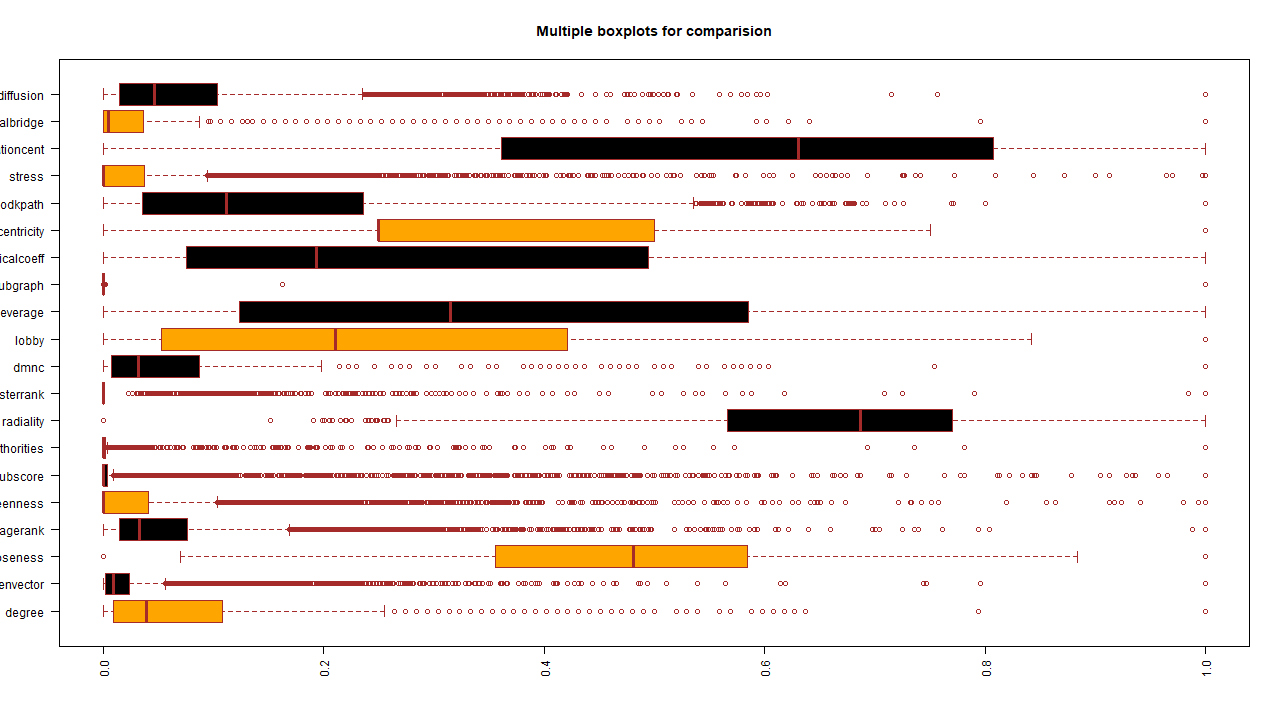 Multiple boxplots for comparision
diffusion
albridge
tioncent
stress
odkpath
centricity
icalcoeff
ubgraph
everage
lobby
dmnc
sterrank
radiality
thorities
ubscore
eenness
agerank
oseness
envector
degree
0.0 0.2 0.4 0.6 0.8 1.0